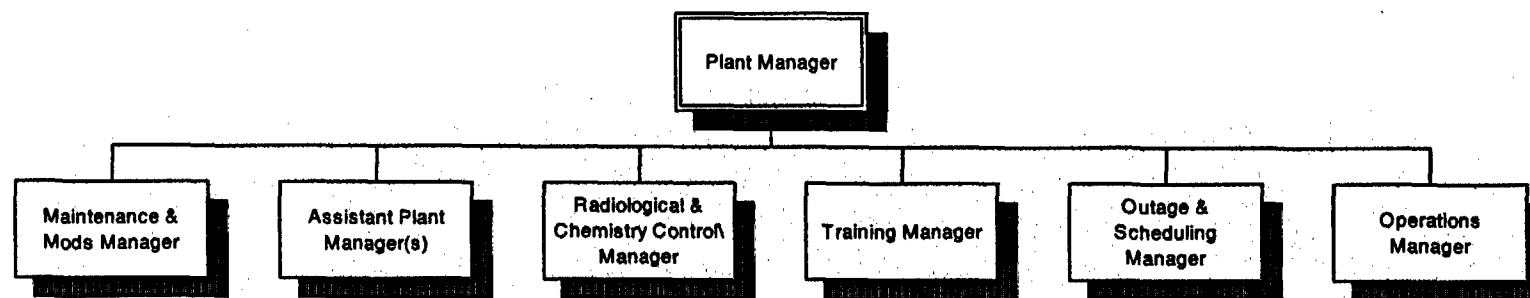 Plant Manager
Maintenance &
Mods Manager
Assistant Plant
Manager(s)
Radiological &
Chemistry Control\
Manager
Training Manager
Outage &
Scheduling
Manager
Operations
Manager